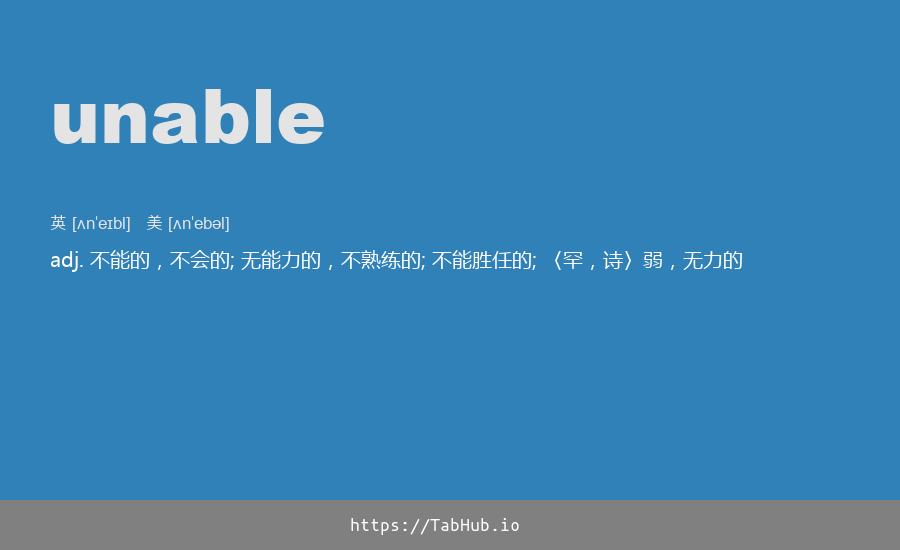 unable
英 [ʌnˈeɪbl] 美 [ʌnˈebəl]
adj. 不能的，不会的; 无能力的，不熟练的; 不能胜任的; 〈罕，诗〉弱，无力的
https://TabHub.io